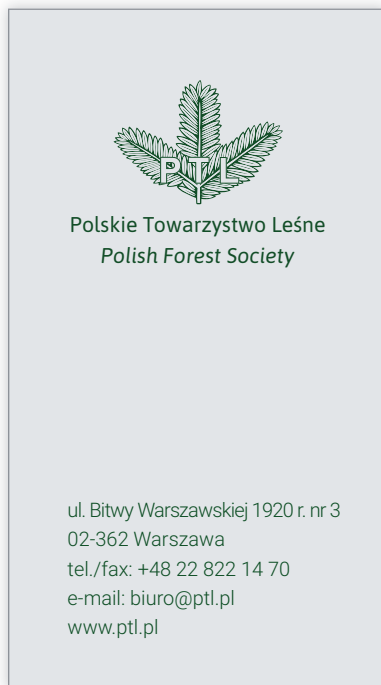 PTL
Polskie Towarzystwo Leśne
Polish Forest Society
ul. Bitwy Warszawskiej 1920 r. nr 3
02-362 Warszawa
tel./fax: +48 22 822 14 70
e-mail: biuro@ptl.pl
www.ptl.pl